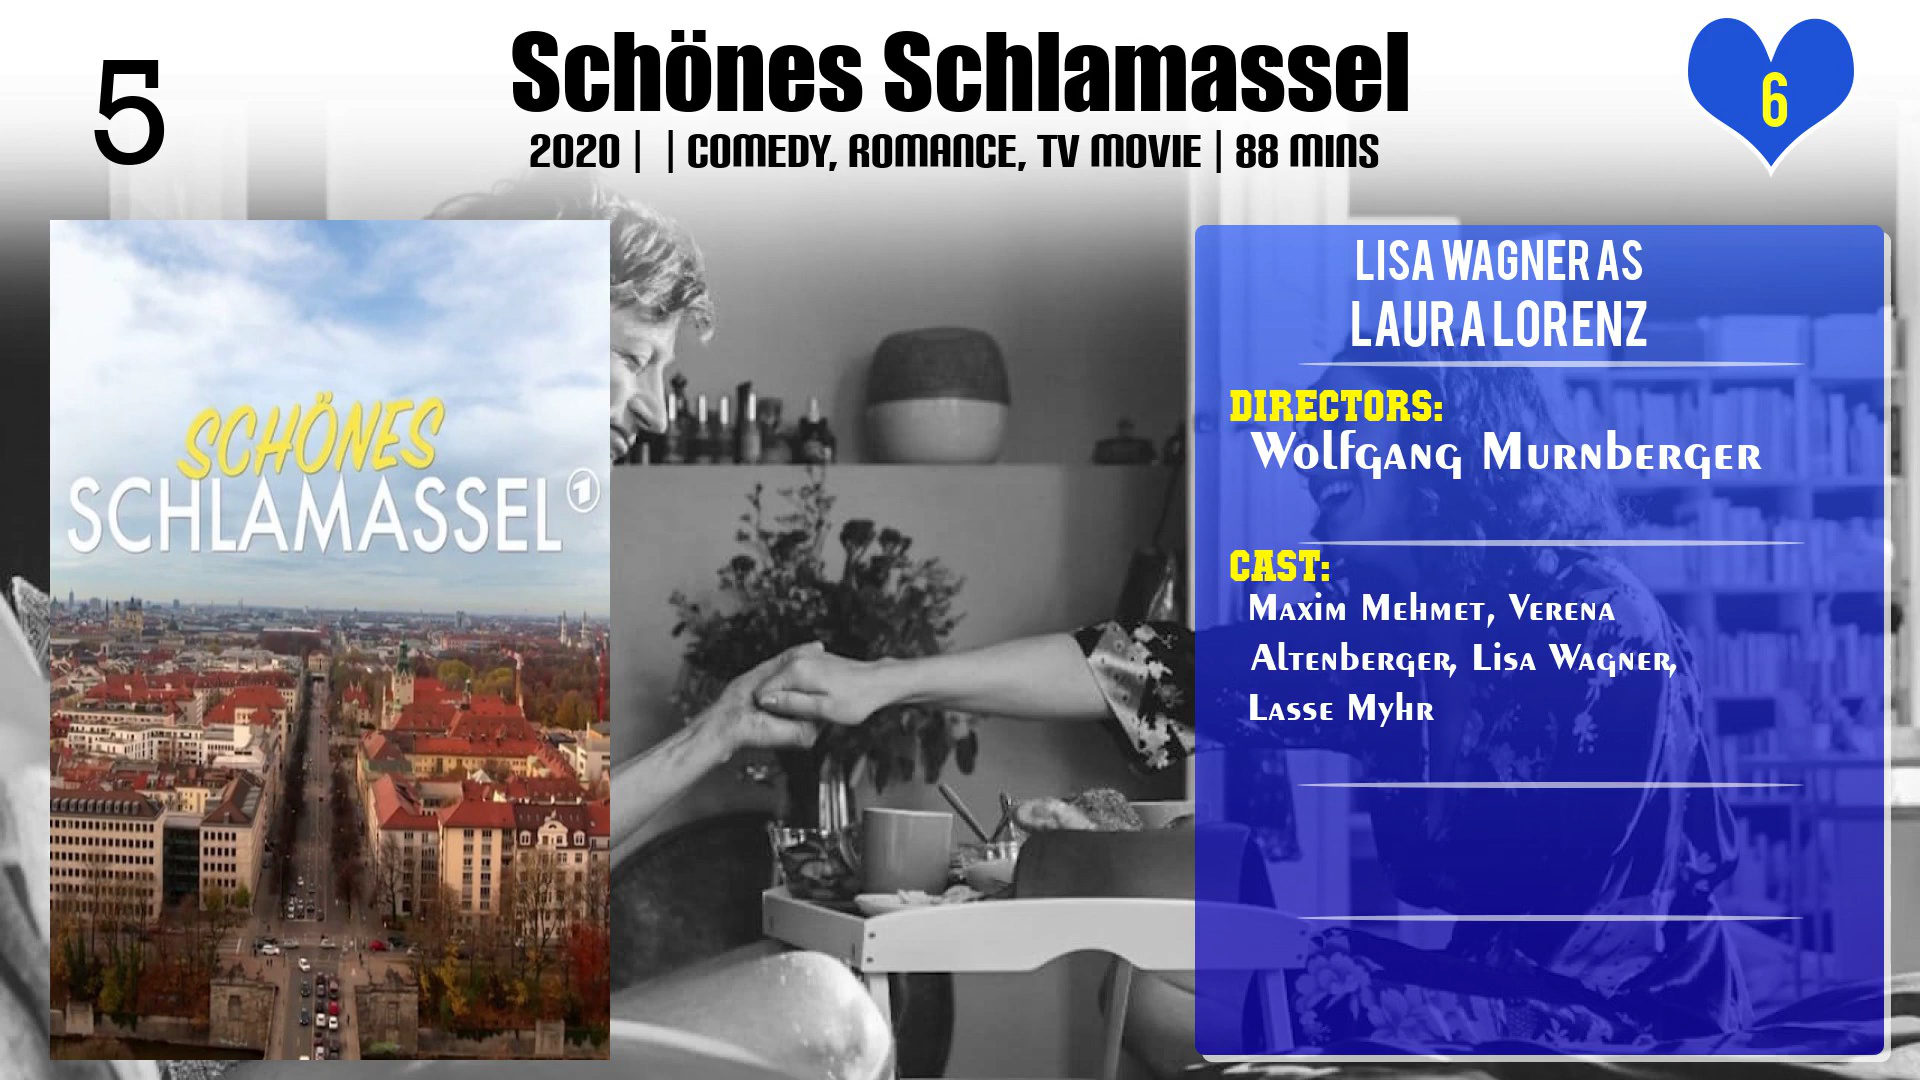 5
Schönes Schlamassel
2020 | | COMEDY, ROMANCE, TV MOVIE | 88 MINS
6
SCHÖNES
SCHLAMASSEL
1
LISA WAGNER AS
LAURA LORENZ
DIRECTORS:
Wolfgang Murnberger
CAST:
Maxim Mehmet, Verena
Altenberger, Lisa Wagner,
Lasse Myhr